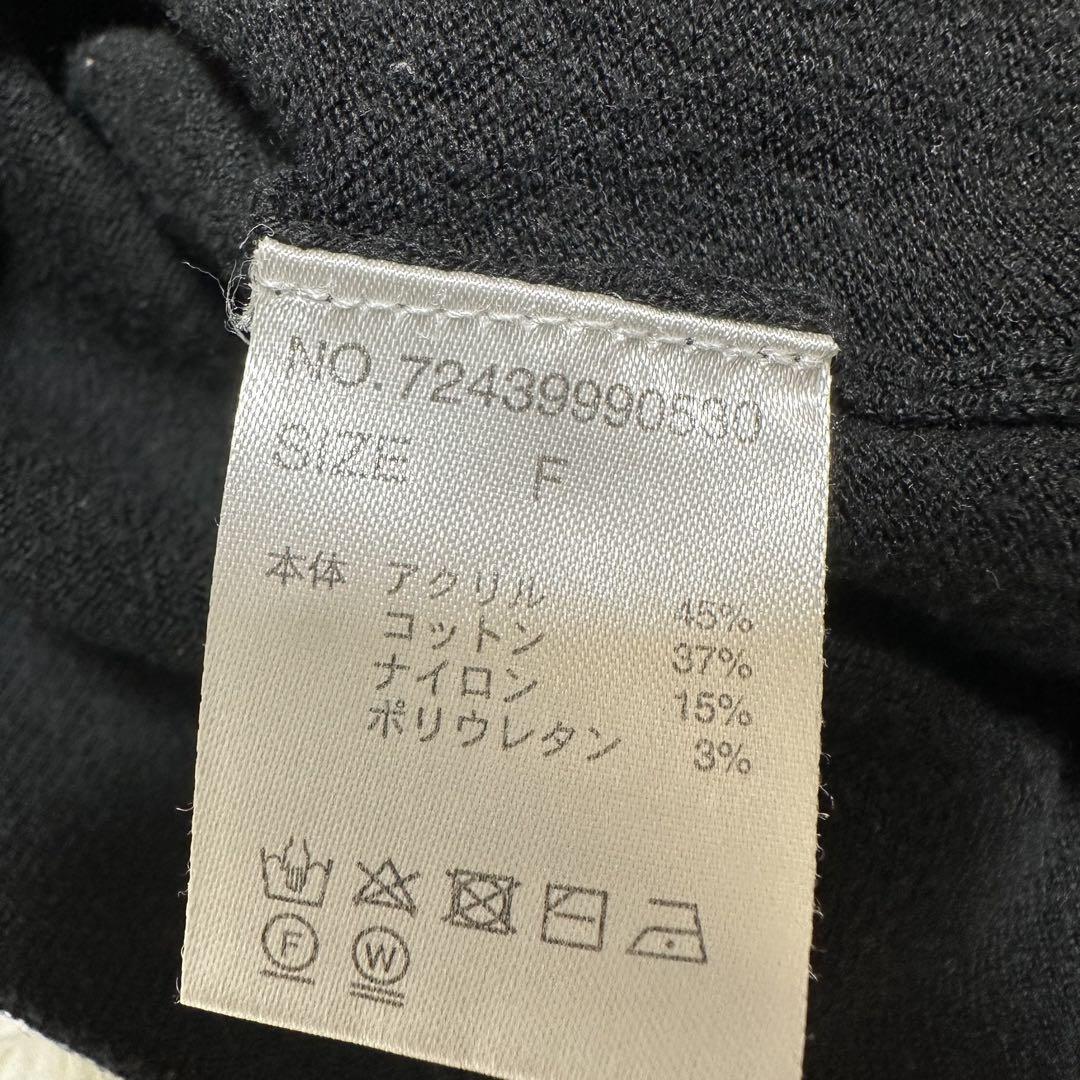 NO.72439990530
SIZE F
本体 アクリル 45%
コットン 37%
ナイロン 15%
ポリウレタン 3%
F
W